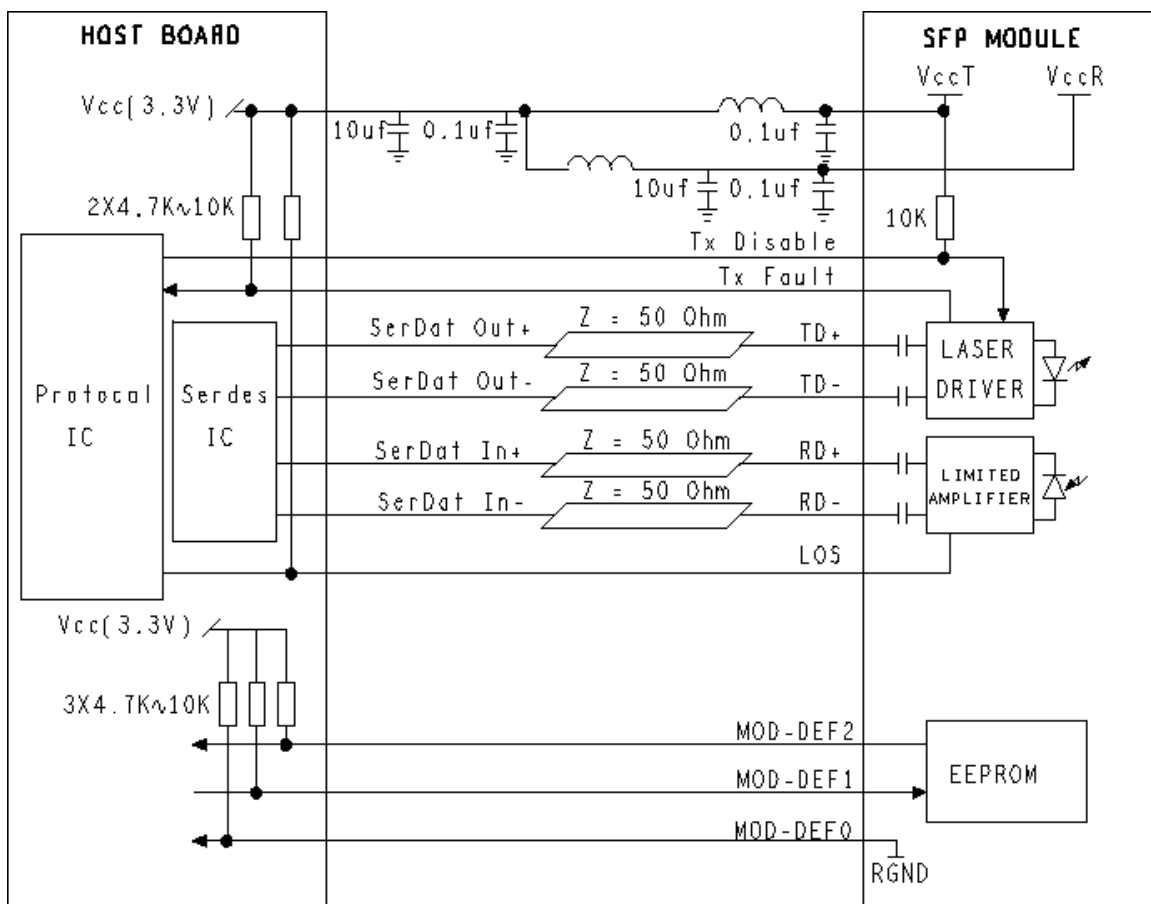 HOST BOARD
SFP MODULE
VccT
VccR
Vcc(3.3V)
10uf
0.1uf
0.1uf
10uf
0.1uf
2X4.7K~10K
10K
Tx Disable
Tx Fault
Protocal
IC
Serdes
IC
SerDat Out+
Z = 50 Ohm
TD+
SerDat Out-
Z = 50 Ohm
TD-
LASER
DRIVER
SerDat In+
Z = 50 Ohm
RD+
SerDat In-
Z = 50 Ohm
RD-
LIMITED
AMPLIFIER
LOS
Vcc(3.3V)
3X4.7K~10K
MOD-DEF2
MOD-DEF1
MOD-DEF0
EEPROM
RGND